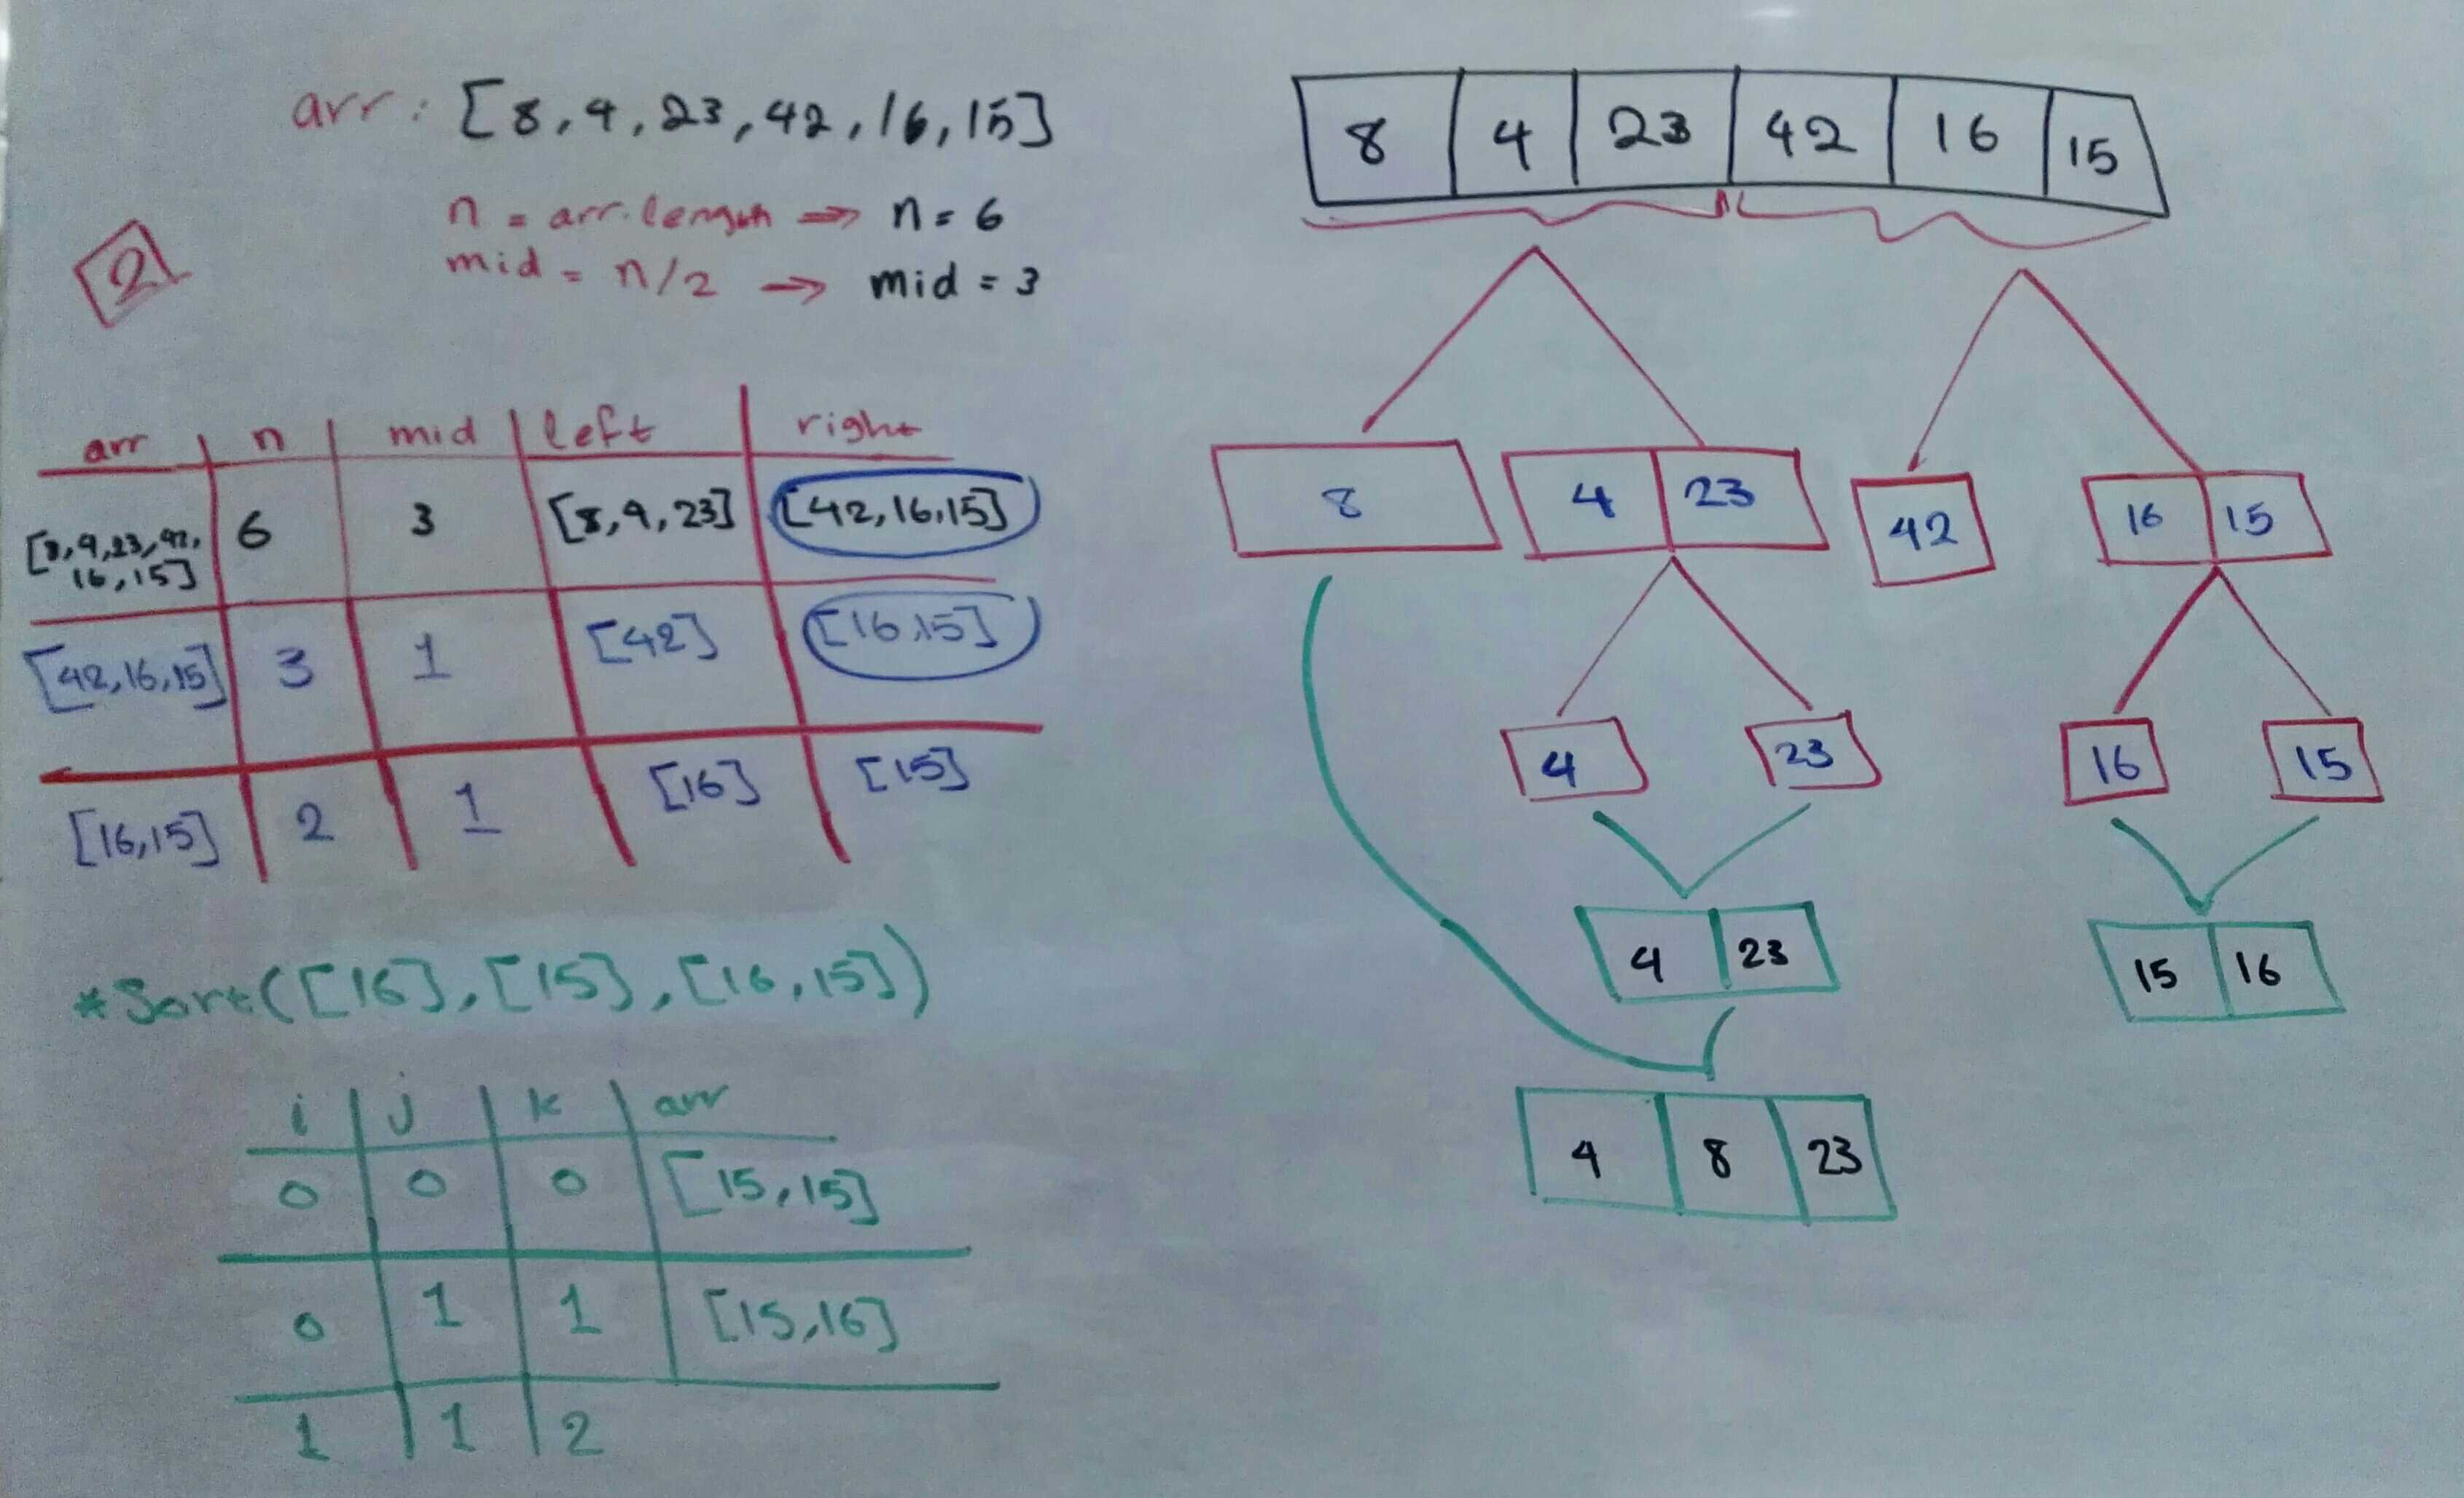 arr: [8,4,23,42,16,15]
n = arr.length ⇒ n = 6
mid = n/2 → mid = 3
2
arr n mid left right
[8,4,23,42, 6 3 [8,4,23] [42,16,15]
16,15]
[42,16,15] 3 1 [42] [16,15]
[16,15] 2 1 [16] [15]
*Sort([16],[15],[16,15])
i j k arr
0 0 0 [15,15]
0 1 1 [15,16]
1 1 2
8 4 23 42 16 15
8 4 23 42 16 15
4 23 16 15
4 23 15 16
4 8 23